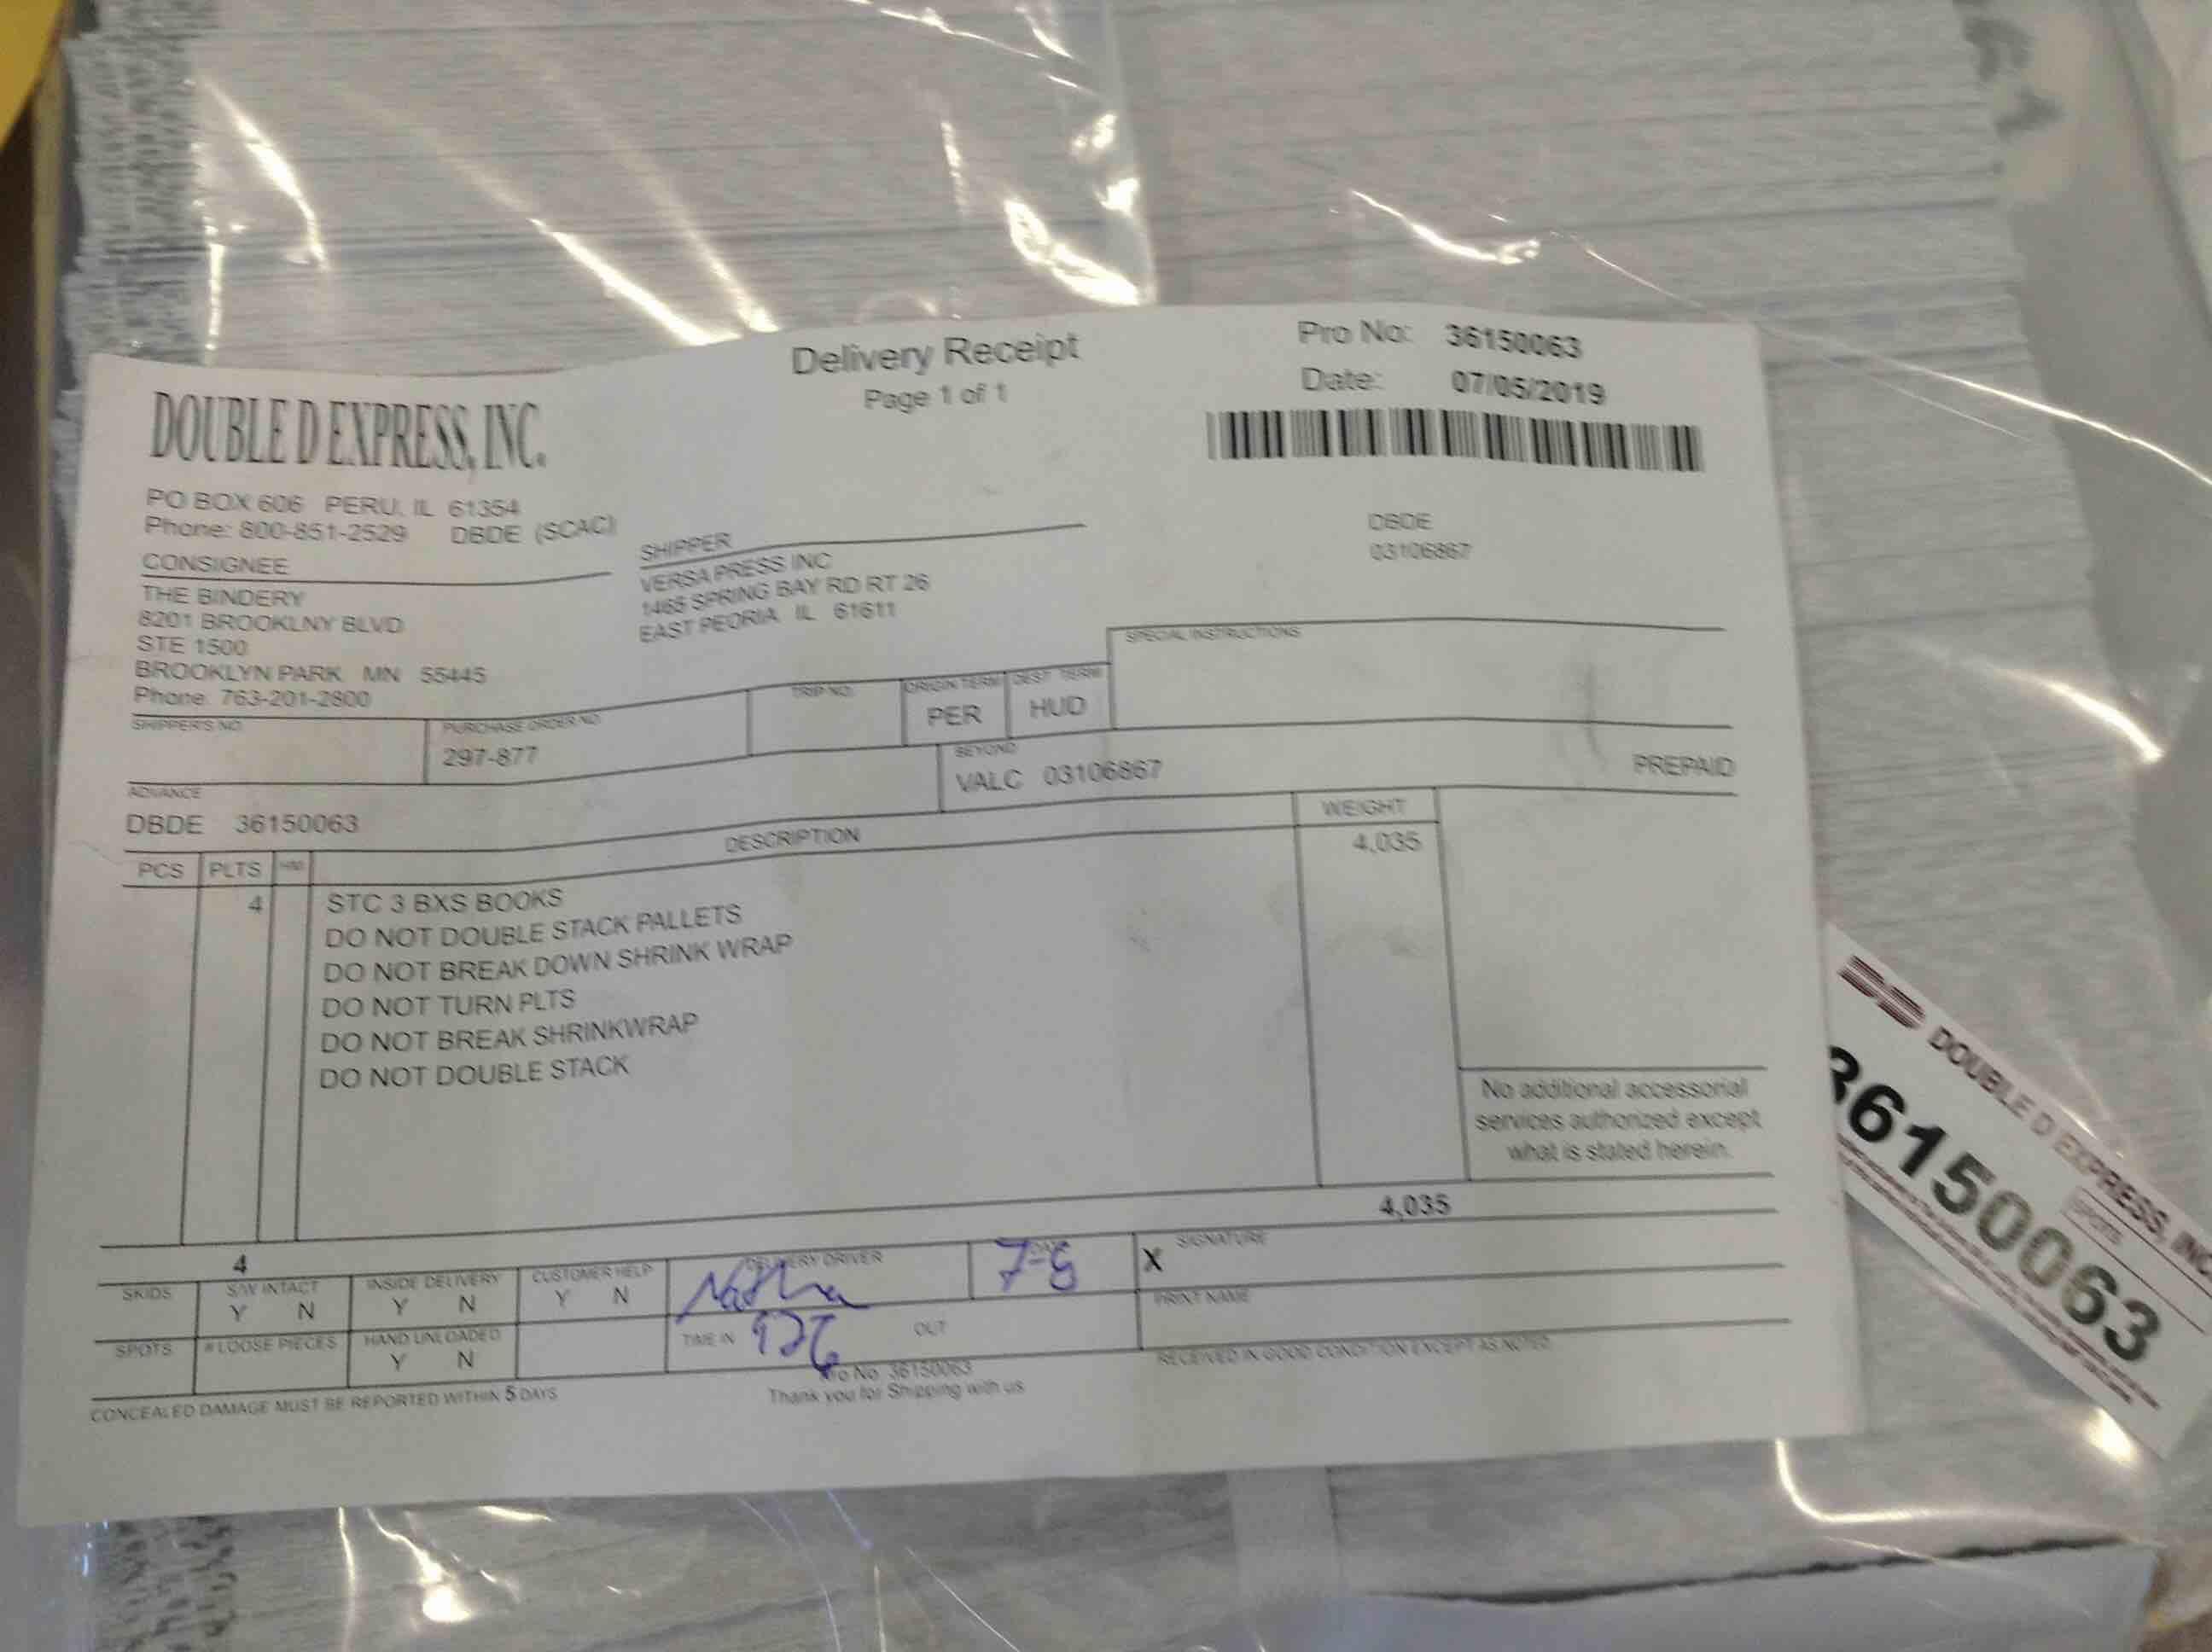 Delivery Receipt
Page 1 of 1
Pro No: 36150063
Date: 07/05/2019
DOUBLE D EXPRESS, INC.
PO BOX 606 PERU, IL 61354
Phone: 800-851-2529 DBDE (SCAC)
DBDE
03106867
CONSIGNEE
THE BINDERY
8201 BROOKLNY BLVD
STE 1500
BROOKLYN PARK MN 55445
Phone: 763-201-2800
SHIPPER
VERSA PRESS INC
1465 SPRING BAY RD RT 26
EAST PEORIA IL 61611
SPECIAL INSTRUCTIONS
SHIPPER'S NO
PURCHASE ORDER NO
297-877
TRIP NO
ORIGIN TERM
PER
DEST TERM
HUD
ADVANCE
DBDE 36150063
BEYOND
VALC 03106867
PREPAID
PCS PLTS HM DESCRIPTION WEIGHT
4 STC 3 BXS BOOKS 4,035
DO NOT DOUBLE STACK PALLETS
DO NOT BREAK DOWN SHRINK WRAP
DO NOT TURN PLTS
DO NOT BREAK SHRINKWRAP
DO NOT DOUBLE STACK
No additional accessorial
services authorized except
what is stated herein.
4 4,035
SKIDS
S/W INTACT
Y N
INSIDE DELIVERY
Y N
CUSTOMER HELP
Y N
DELIVERY DRIVER
DATE
X SIGNATURE
SPOTS
# LOOSE PIECES
HAND UNLOADED
Y N
TIME IN
OUT
PRINT NAME
RECEIVED IN GOOD CONDITION EXCEPT AS NOTED
CONCEALED DAMAGE MUST BE REPORTED WITHIN 5 DAYS
Pro No 36150063
Thank you for Shipping with us
DOUBLE D EXPRESS, INC
SPOTS
36150063